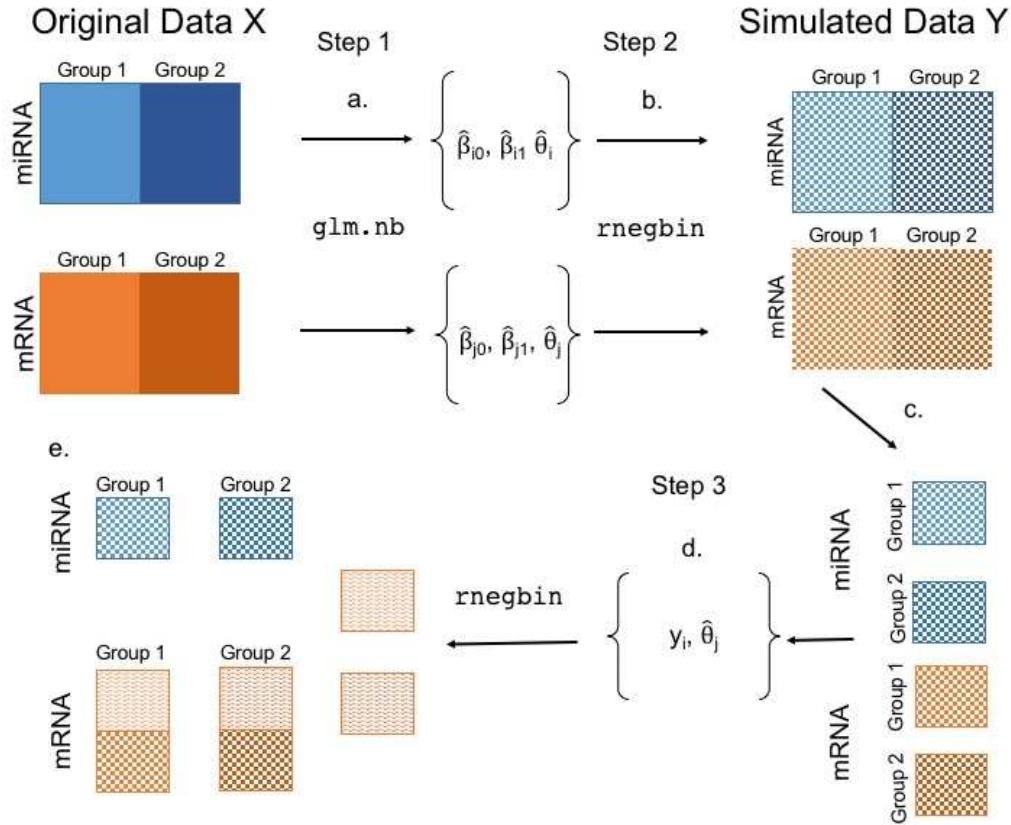 Original Data X
Step 1
Step 2
Simulated Data Y
Group 1 Group 2
miRNA
a.
β̂i0, β̂i1 θ̂i
b.
Group 1 Group 2
miRNA
glm.nb
rnegbin
Group 1 Group 2
mRNA
β̂j0, β̂j1, θ̂j
Group 1 Group 2
mRNA
c.
e.
Group 1 Group 2
miRNA
Step 3
d.
rnegbin
yi, θ̂j
miRNA
Group 1
Group 2
Group 1 Group 2
mRNA
mRNA
Group 1
Group 2